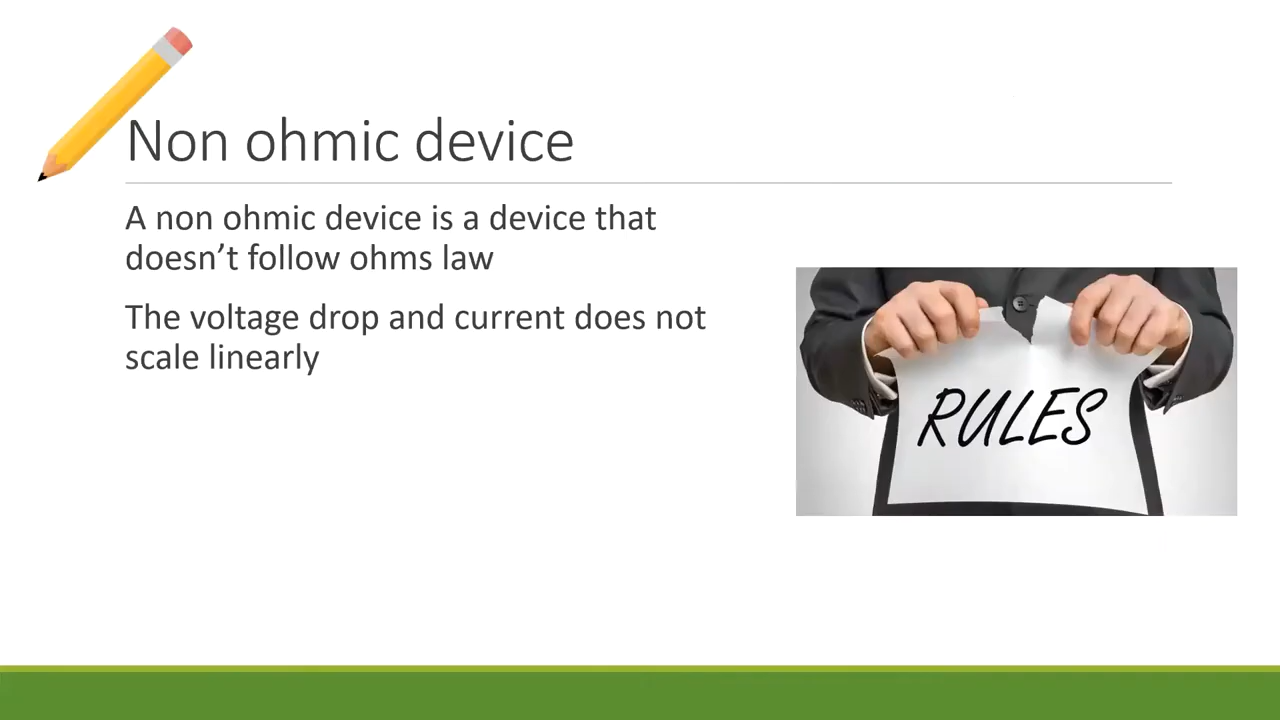 Non ohmic device
A non ohmic device is a device that
doesn’t follow ohms law
The voltage drop and current does not
scale linearly
RULES